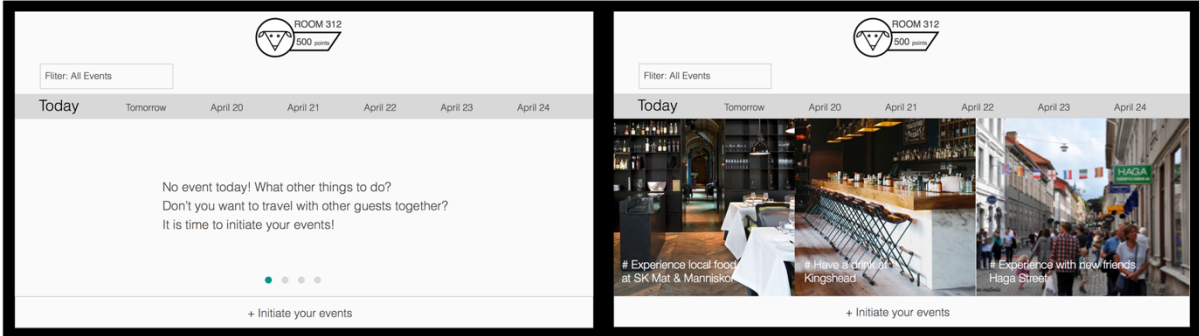 ROOM 312
500 points
Fliter: All Events
Today Tomorrow April 20 April 21 April 22 April 23 April 24
No event today! What other things to do?
Don't you want to travel with other guests together?
It is time to initiate your events!
+ Initiate your events
ROOM 312
500 points
Fliter: All Events
Today Tomorrow April 20 April 21 April 22 April 23 April 24
HAGA
# Experience local food
at SK Mat & Manniskor
# Have a drink at
Kingshead
# Experience with new friends
Haga Street
+ Initiate your events